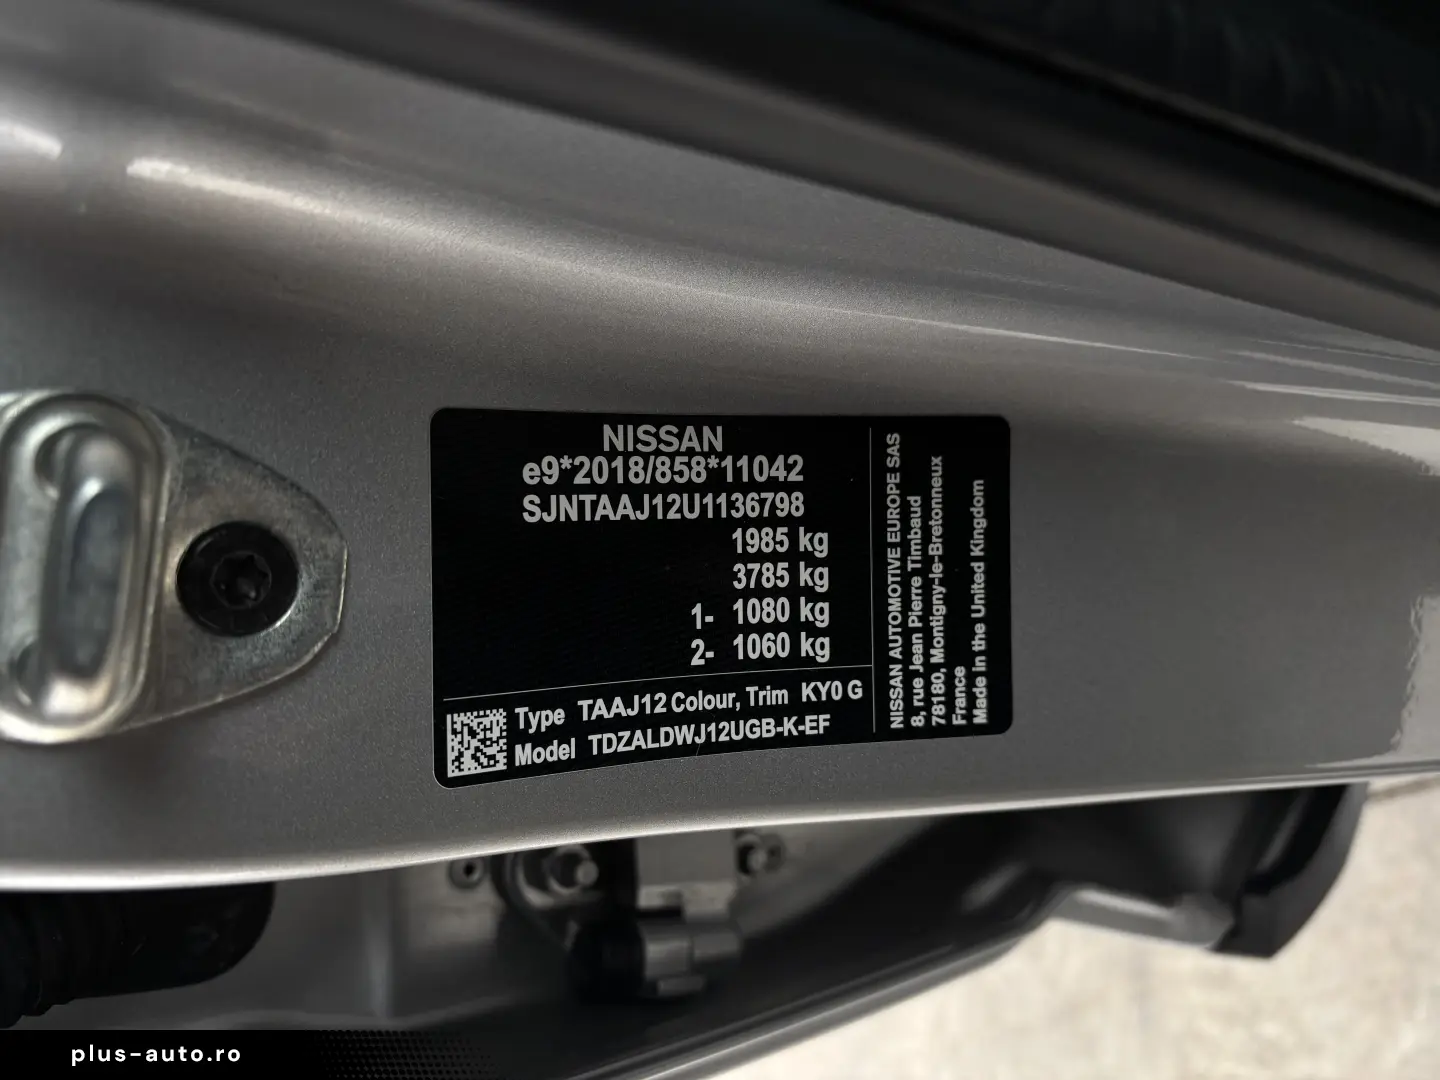 NISSAN
e9*2018/858*11042
SJNTAAJ12U1136798
1985 kg
3785 kg
1- 1080 kg
2- 1060 kg
Type TAAJ12 Colour, Trim KY0 G
Model TDZALDWJ12UGB-K-EF
NISSAN AUTOMOTIVE EUROPE SAS
8, rue Jean Pierre Timbaud
78180, Montigny-le-Bretonneux
France
Made in the United Kingdom
plus-auto.ro